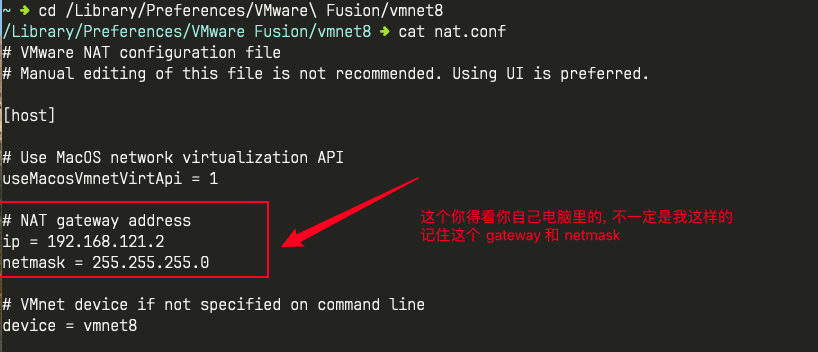 ~ ➜ cd /Library/Preferences/VMware\ Fusion/vmnet8
/Library/Preferences/VMware Fusion/vmnet8 ➜ cat nat.conf
# VMware NAT configuration file
# Manual editing of this file is not recommended. Using UI is preferred.
[host]
# Use MacOS network virtualization API
useMacosVmnetVirtApi = 1
# NAT gateway address
ip = 192.168.121.2
netmask = 255.255.255.0
这个你得看你自己电脑里的, 不一定是我这样的
记住这个 gateway 和 netmask
# VMnet device if not specified on command line
device = vmnet8